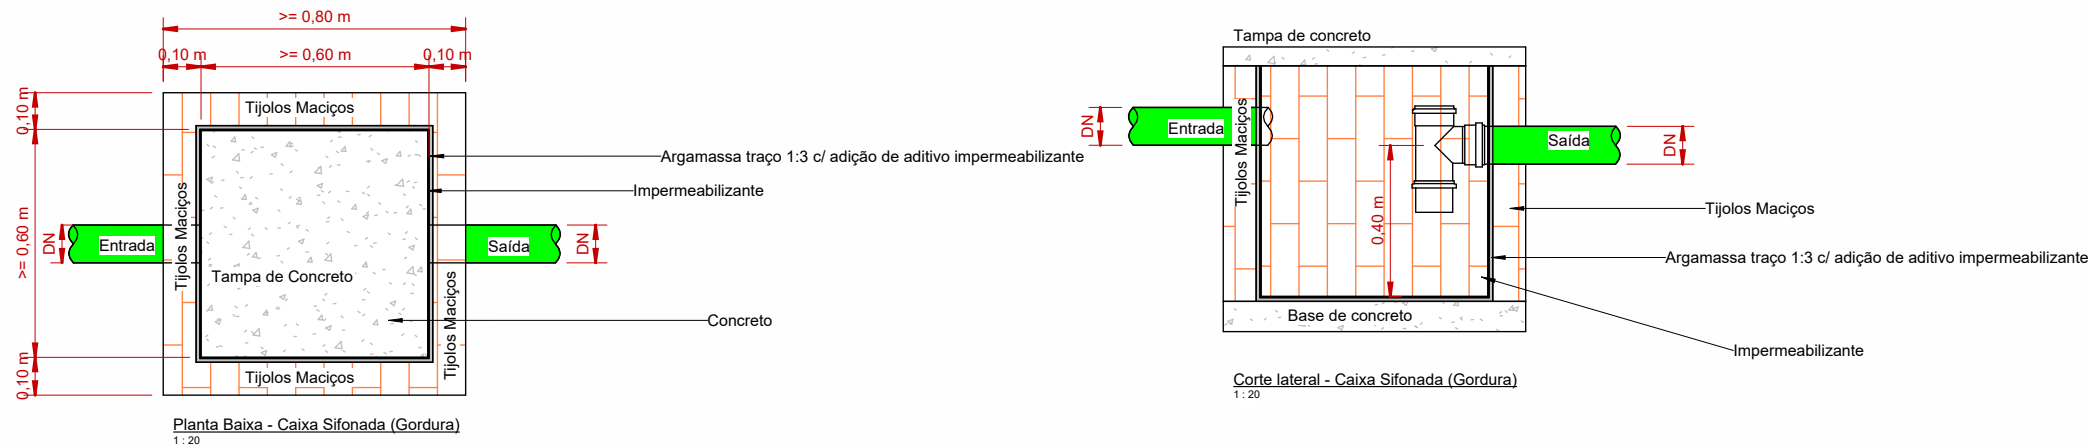 >= 0,80 m
0,10 m
>= 0,60 m
0,10 m
0,10 m
>= 0,60 m
0,10 m
Tijolos Maciços
Tijolos Maciços
Tijolos Maciços
Tijolos Maciços
DN
Entrada
Saída
DN
Tampa de Concreto
Argamassa traço 1:3 c/ adição de aditivo impermeabilizante
Impermeabilizante
Concreto
Planta Baixa - Caixa Sifonada (Gordura)
1 : 20
Tampa de concreto
DN
Entrada
Tijolos Maciços
0,40 m
Saída
DN
Tijolos Maciços
Argamassa traço 1:3 c/ adição de aditivo impermeabilizante
Base de concreto
Impermeabilizante
Corte lateral - Caixa Sifonada (Gordura)
1 : 20